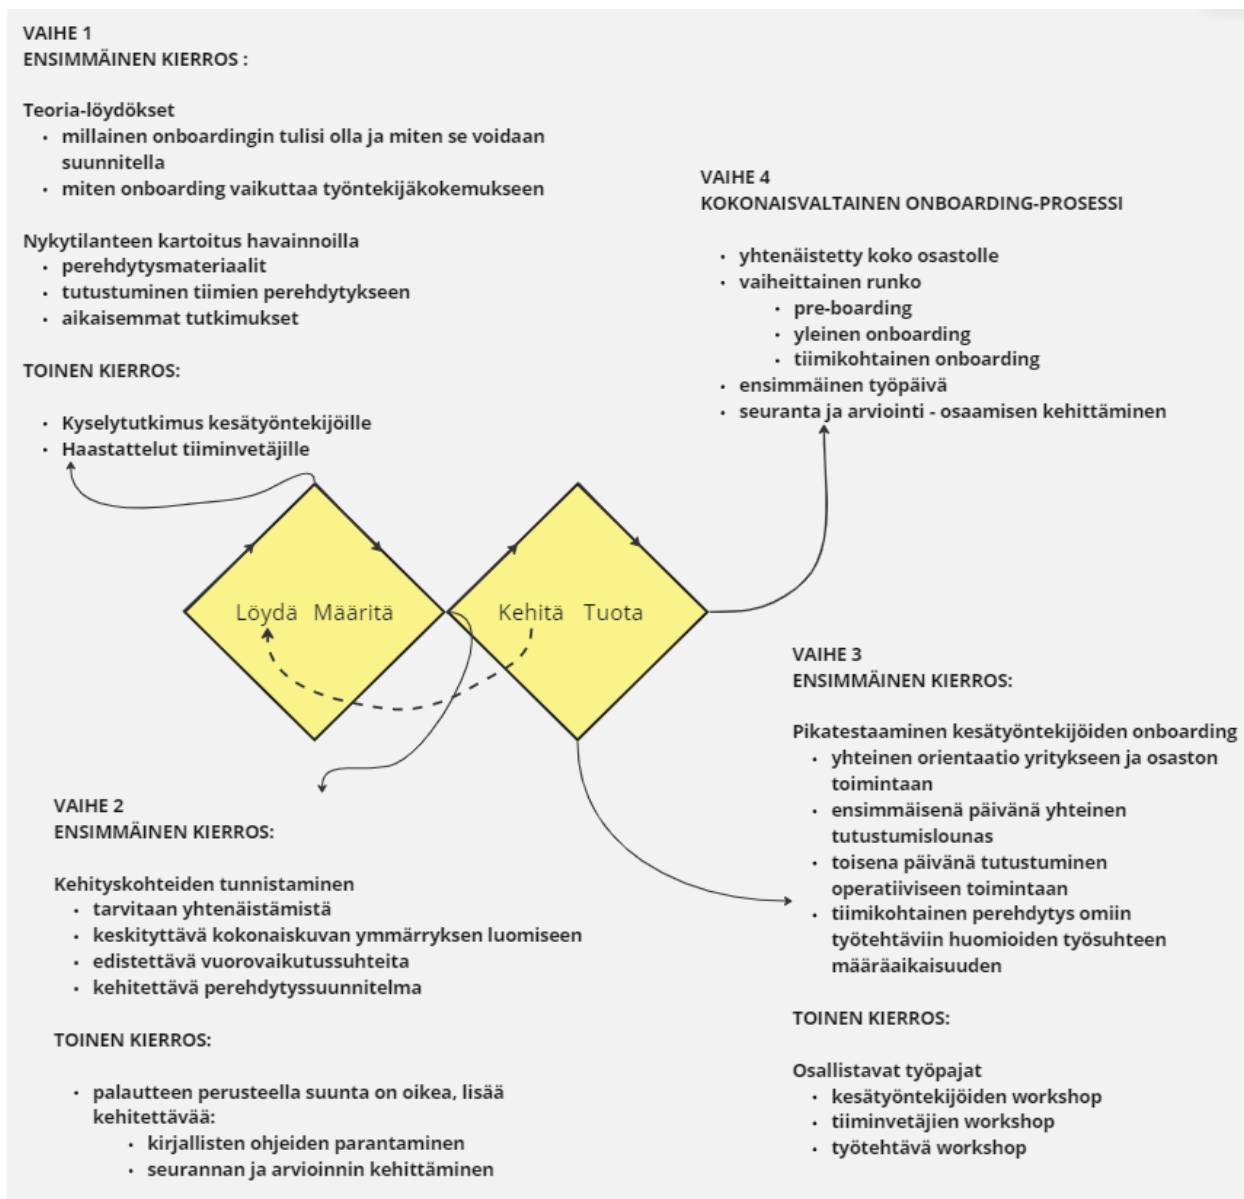 VAIHE 1
ENSIMMÄINEN KIERROS :
Teoria-löydökset
• millainen onboardingin tulisi olla ja miten se voidaan
suunnitella
• miten onboarding vaikuttaa työntekijäkokemukseen
Nykytilanteen kartoitus havainnoilla
• perehdytysmateriaalit
• tutustuminen tiimien perehdytykseen
• aikaisemmat tutkimukset
TOINEN KIERROS:
• Kyselytutkimus kesätyöntekijöille
• Haastattelut tiiminvetäjille
Löydä Määritä
Kehitä Tuota
VAIHE 2
ENSIMMÄINEN KIERROS:
Kehityskohteiden tunnistaminen
• tarvitaan yhtenäistämistä
• keskityttävä kokonaiskuvan ymmärryksen luomiseen
• edistettävä vuorovaikutussuhteita
• kehitettävä perehdytyssuunnitelma
TOINEN KIERROS:
• palautteen perusteella suunta on oikea, lisää
kehitettävää:
• kirjallisten ohjeiden parantaminen
• seurannan ja arvioinnin kehittäminen
VAIHE 3
ENSIMMÄINEN KIERROS:
Pikatestaaminen kesätyöntekijöiden onboarding
• yhteinen orientaatio yritykseen ja osaston
toimintaan
• ensimmäisenä päivänä yhteinen
tutustumislounas
• toisena päivänä tutustuminen
operatiiviseen toimintaan
• tiimikohtainen perehdytys omiin
työtehtäviin huomioiden työsuhteen
määräaikaisuuden
TOINEN KIERROS:
Osallistavat työpajat
• kesätyöntekijöiden workshop
• tiiminvetäjien workshop
• työtehtävä workshop
VAIHE 4
KOKONAISVALTAINEN ONBOARDING-PROSESSI
• yhtenäistetty koko osastolle
• vaiheittainen runko
• pre-boarding
• yleinen onboarding
• tiimikohtainen onboarding
• ensimmäinen työpäivä
• seuranta ja arviointi - osaamisen kehittäminen